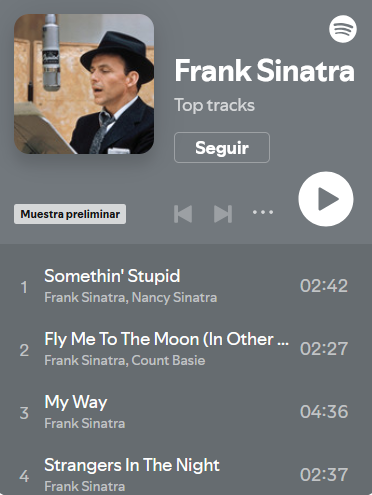 Frank Sinatra
Top tracks
Seguir
Muestra preliminar
1
Somethin' Stupid
Frank Sinatra, Nancy Sinatra
02:42
2
Fly Me To The Moon (In Other ...
Frank Sinatra, Count Basie
02:27
3
My Way
Frank Sinatra
04:36
4
Strangers In The Night
Frank Sinatra
02:37